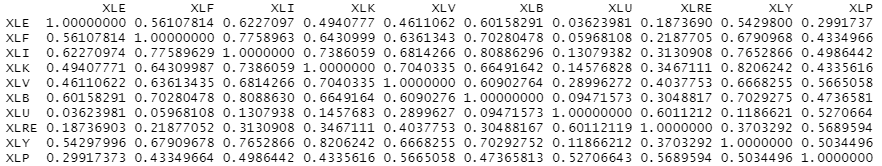 XLE XLF XLI XLK XLV XLB XLU XLRE XLY XLP
XLE 1.00000000 0.56107814 0.6227097 0.4940777 0.4611062 0.60158291 0.03623981 0.1873690 0.5429800 0.2991737
XLF 0.56107814 1.00000000 0.7758963 0.6430999 0.6361343 0.70280478 0.05968108 0.2187705 0.6790968 0.4334966
XLI 0.62270974 0.77589629 1.0000000 0.7386059 0.6814266 0.80886296 0.13079382 0.3130908 0.7652866 0.4986442
XLK 0.49407771 0.64309987 0.7386059 1.0000000 0.7040335 0.66491642 0.14576828 0.3467111 0.8206242 0.4335616
XLV 0.46110622 0.63613435 0.6814266 0.7040335 1.0000000 0.60902764 0.28996272 0.4037753 0.6668255 0.5665058
XLB 0.60158291 0.70280478 0.8088630 0.6649164 0.6090276 1.00000000 0.09471573 0.3048817 0.7029275 0.4736581
XLU 0.03623981 0.05968108 0.1307938 0.1457683 0.2899627 0.09471573 1.00000000 0.6011212 0.1186621 0.5270664
XLRE 0.18736903 0.21877052 0.3130908 0.3467111 0.4037753 0.30488167 0.60112119 1.0000000 0.3703292 0.5689594
XLY 0.54297996 0.67909678 0.7652866 0.8206242 0.6668255 0.70292752 0.11866212 0.3703292 1.0000000 0.5034496
XLP 0.29917373 0.43349664 0.4986442 0.4335616 0.5665058 0.47365813 0.52706643 0.5689594 0.5034496 1.0000000